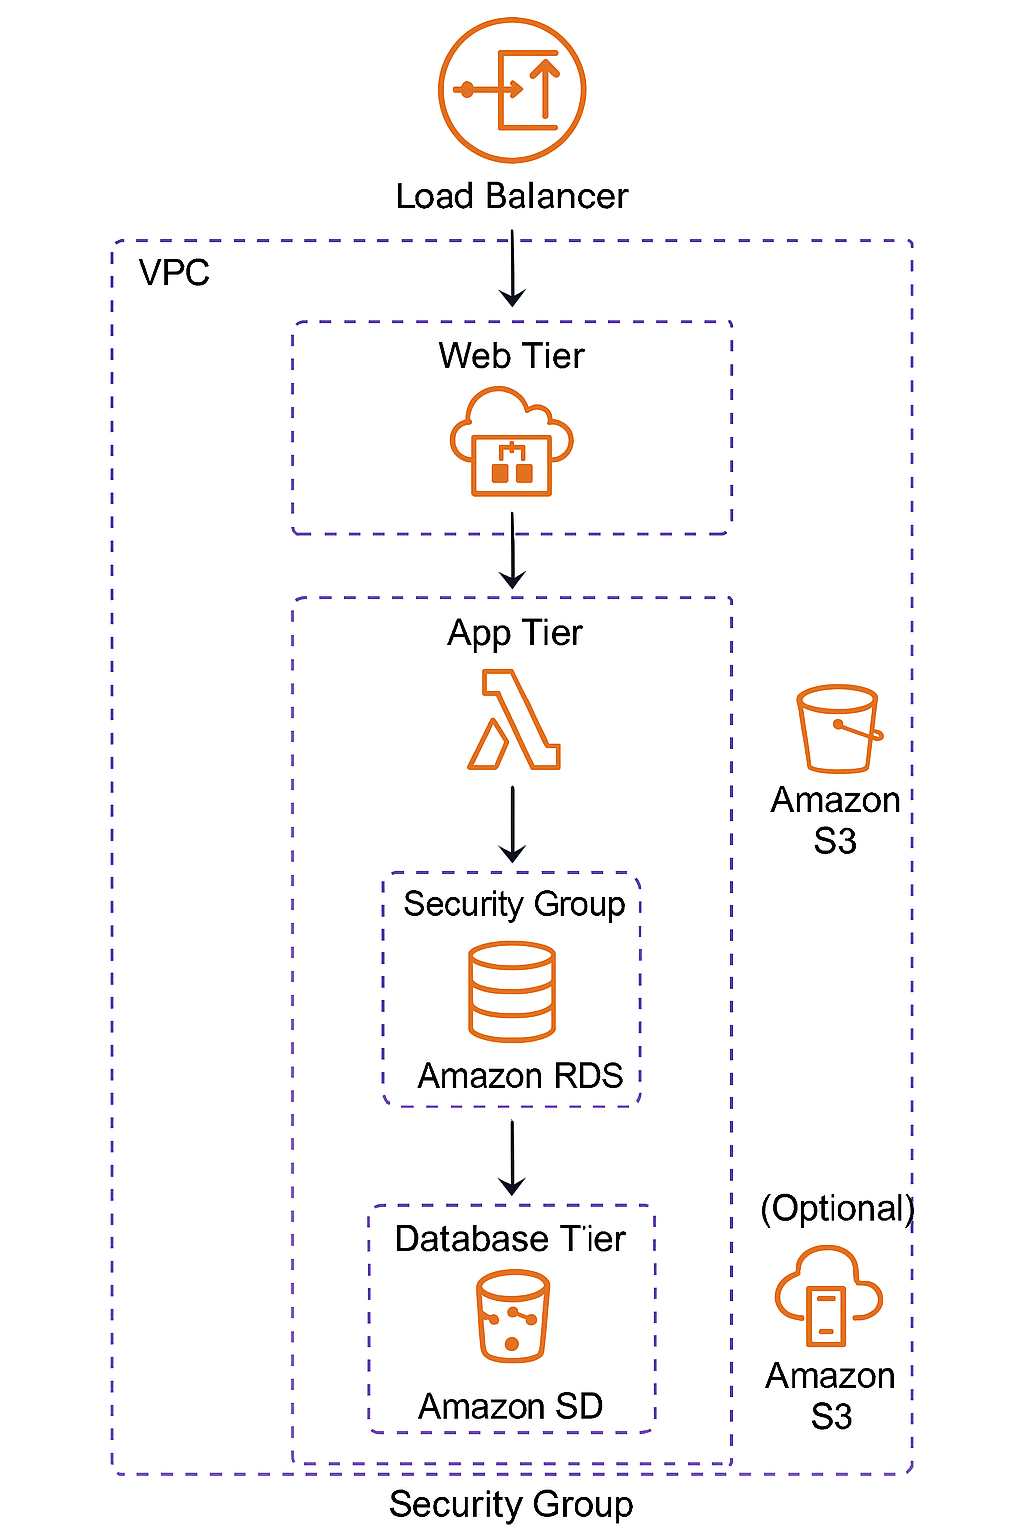 Load Balancer
VPC
Web Tier
App Tier
Amazon
S3
Security Group
Amazon RDS
(Optional)
Database Tier
Amazon
S3
Amazon SD
Security Group